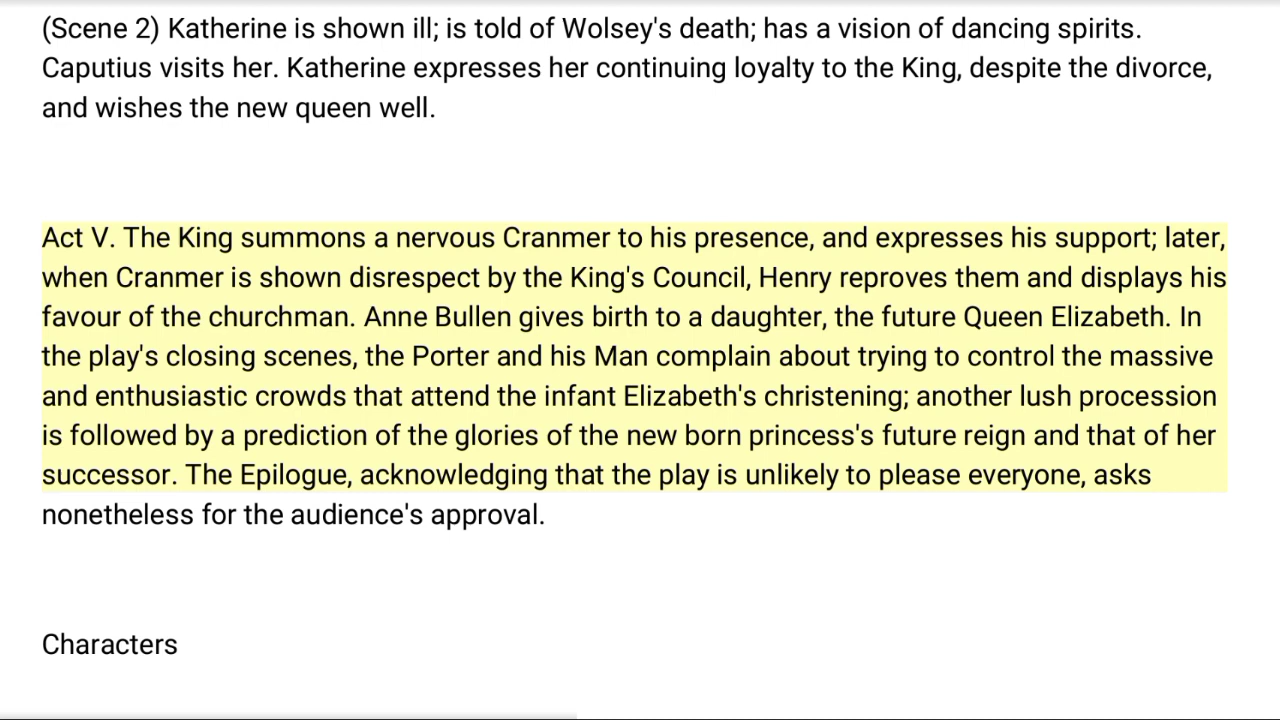 (Scene 2) Katherine is shown ill; is told of Wolsey's death; has a vision of dancing spirits.
Caputius visits her. Katherine expresses her continuing loyalty to the King, despite the divorce,
and wishes the new queen well.
Act V. The King summons a nervous Cranmer to his presence, and expresses his support; later,
when Cranmer is shown disrespect by the King's Council, Henry reproves them and displays his
favour of the churchman. Anne Bullen gives birth to a daughter, the future Queen Elizabeth. In
the play's closing scenes, the Porter and his Man complain about trying to control the massive
and enthusiastic crowds that attend the infant Elizabeth's christening; another lush procession
is followed by a prediction of the glories of the new born princess's future reign and that of her
successor. The Epilogue, acknowledging that the play is unlikely to please everyone, asks
nonetheless for the audience's approval.
Characters